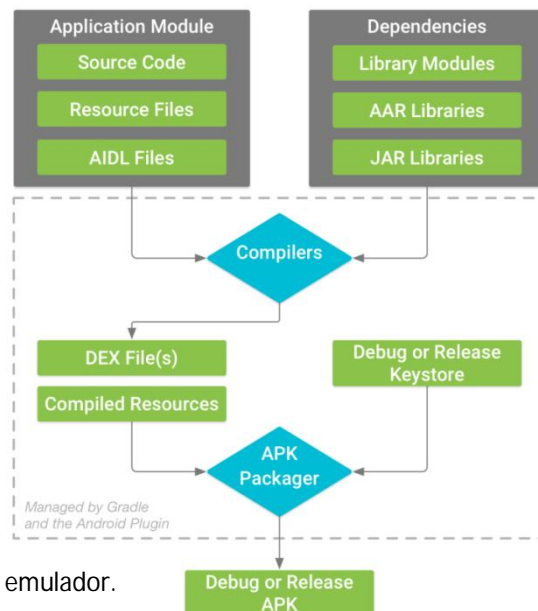 Application Module
Source Code
Resource Files
AIDL Files
Dependencies
Library Modules
AAR Libraries
JAR Libraries
Compilers
DEX File(s)
Compiled Resources
Debug or Release
Keystore
APK
Packager
Managed by Gradle
and the Android Plugin
emulador.
Debug or Release
APK